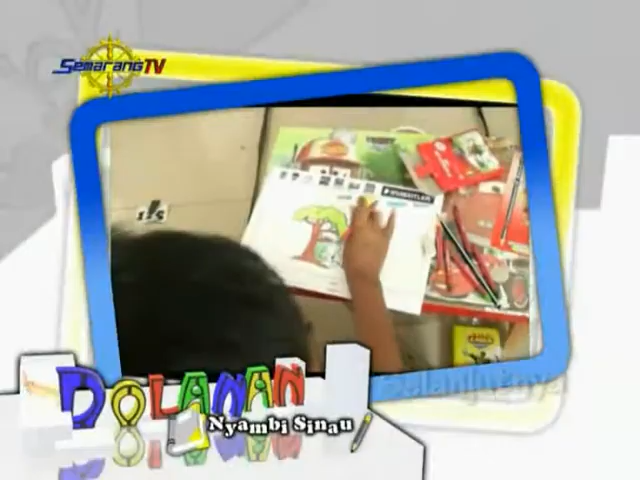 SEMARANGTV
STAEDTLER
Selanjutnya
DOLANAN
Nyambi Sinau